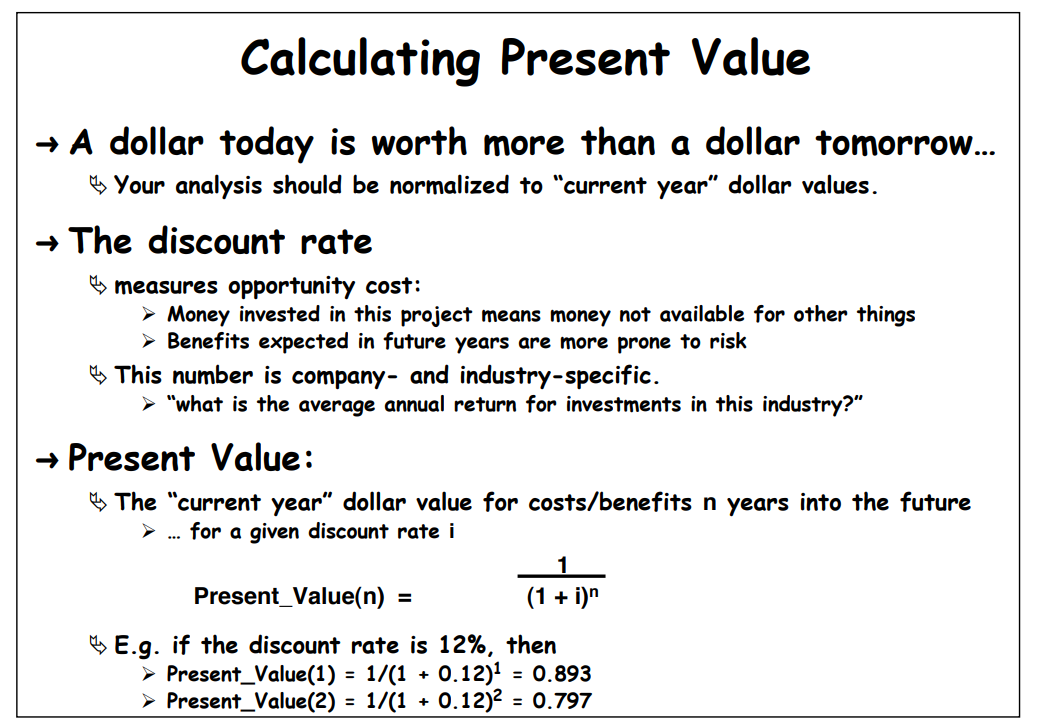 Calculating Present Value
→ A dollar today is worth more than a dollar tomorrow…
Your analysis should be normalized to “current year” dollar values.
→ The discount rate
measures opportunity cost:
➢ Money invested in this project means money not available for other things
➢ Benefits expected in future years are more prone to risk
This number is company- and industry-specific.
➢ “what is the average annual return for investments in this industry?”
→ Present Value:
The “current year” dollar value for costs/benefits n years into the future
➢ … for a given discount rate i
1
Present_Value(n) = (1 + i)ⁿ
E.g. if the discount rate is 12%, then
➢ Present_Value(1) = 1/(1 + 0.12)¹ = 0.893
➢ Present_Value(2) = 1/(1 + 0.12)² = 0.797